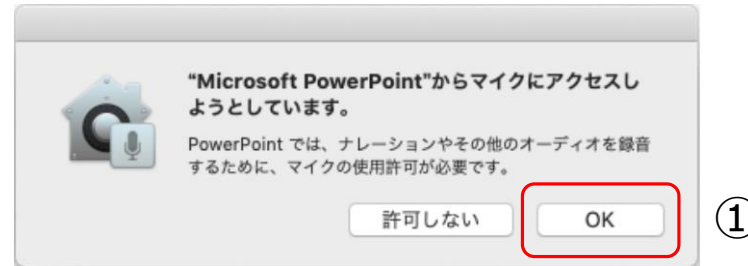 "Microsoft PowerPoint"からマイクにアクセスし
ようとしています。
PowerPoint では、ナレーションやその他のオーディオを録音
するために、マイクの使用許可が必要です。
許可しない
OK
①